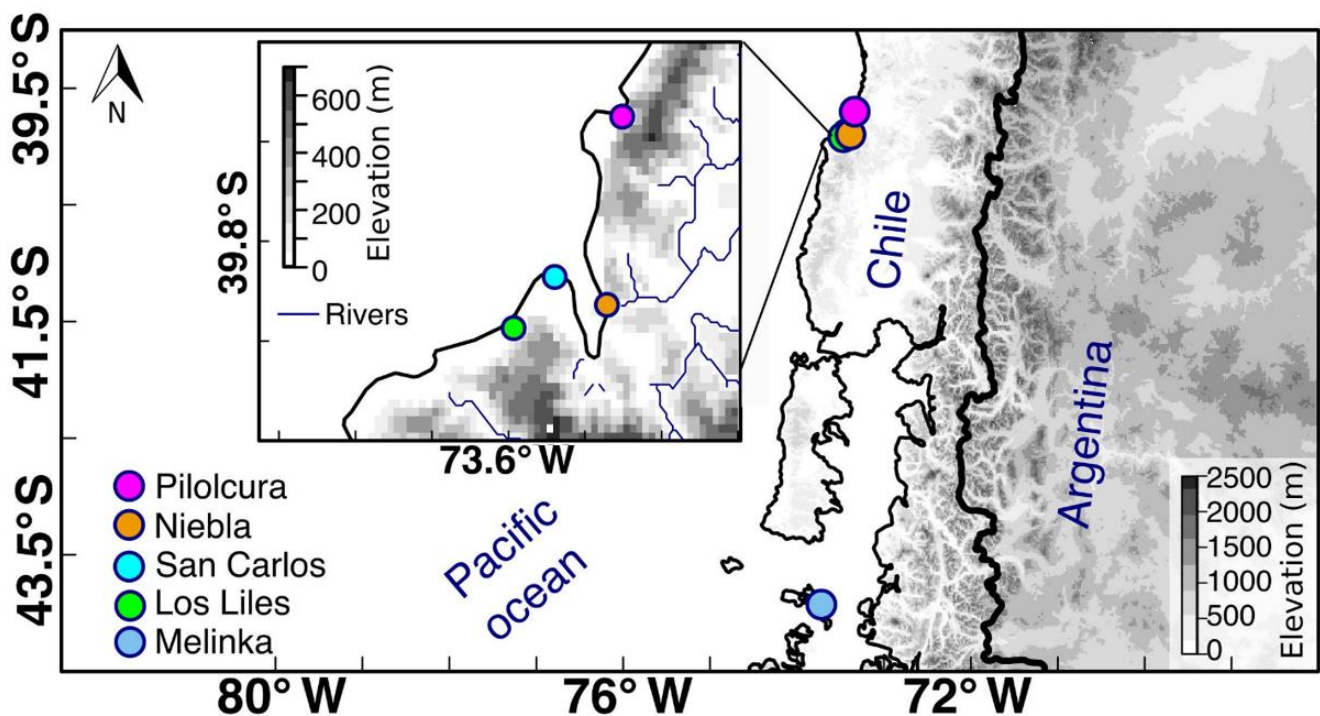 N
39.5° S
41.5° S
43.5° S
600
400
200
0
Elevation (m)
39.8° S
Rivers
73.6° W
Chile
Argentina
Pacific
ocean
Pilolcura
Niebla
San Carlos
Los Liles
Melinka
2500
2000
1500
1000
500
0
Elevation (m)
80° W
76° W
72° W